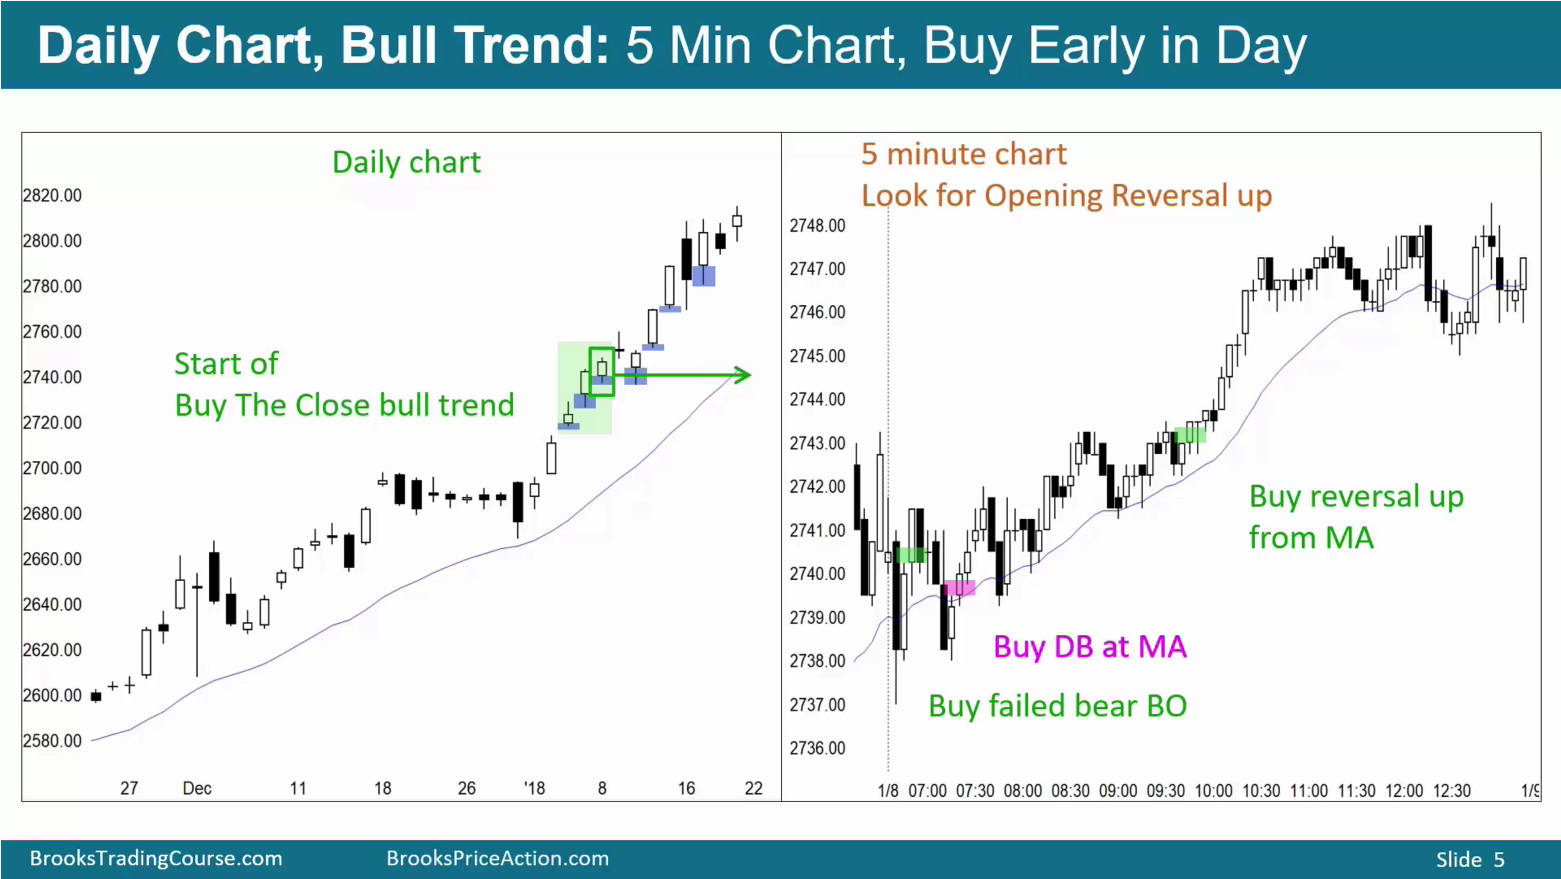 Daily Chart, Bull Trend: 5 Min Chart, Buy Early in Day
Daily chart
2820.00
2800.00
2780.00
2760.00
2740.00
2720.00
2700.00
2680.00
2660.00
2640.00
2620.00
2600.00
2580.00
Start of
Buy The Close bull trend
27 Dec 11 18 26 '18 8 16 22
5 minute chart
Look for Opening Reversal up
2748.00
2747.00
2746.00
2745.00
2744.00
2743.00
2742.00
2741.00
2740.00
2739.00
2738.00
2737.00
2736.00
Buy reversal up
from MA
Buy DB at MA
Buy failed bear BO
1/8 07:00 07:30 08:00 08:30 09:00 09:30 10:00 10:30 11:00 11:30 12:00 12:30 1/9
BrooksTradingCourse.com
BrooksPriceAction.com
Slide 5